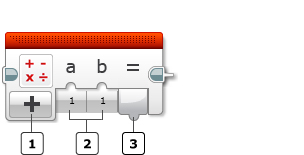 + - × ÷ a b =
+ 1 1
1 2 3